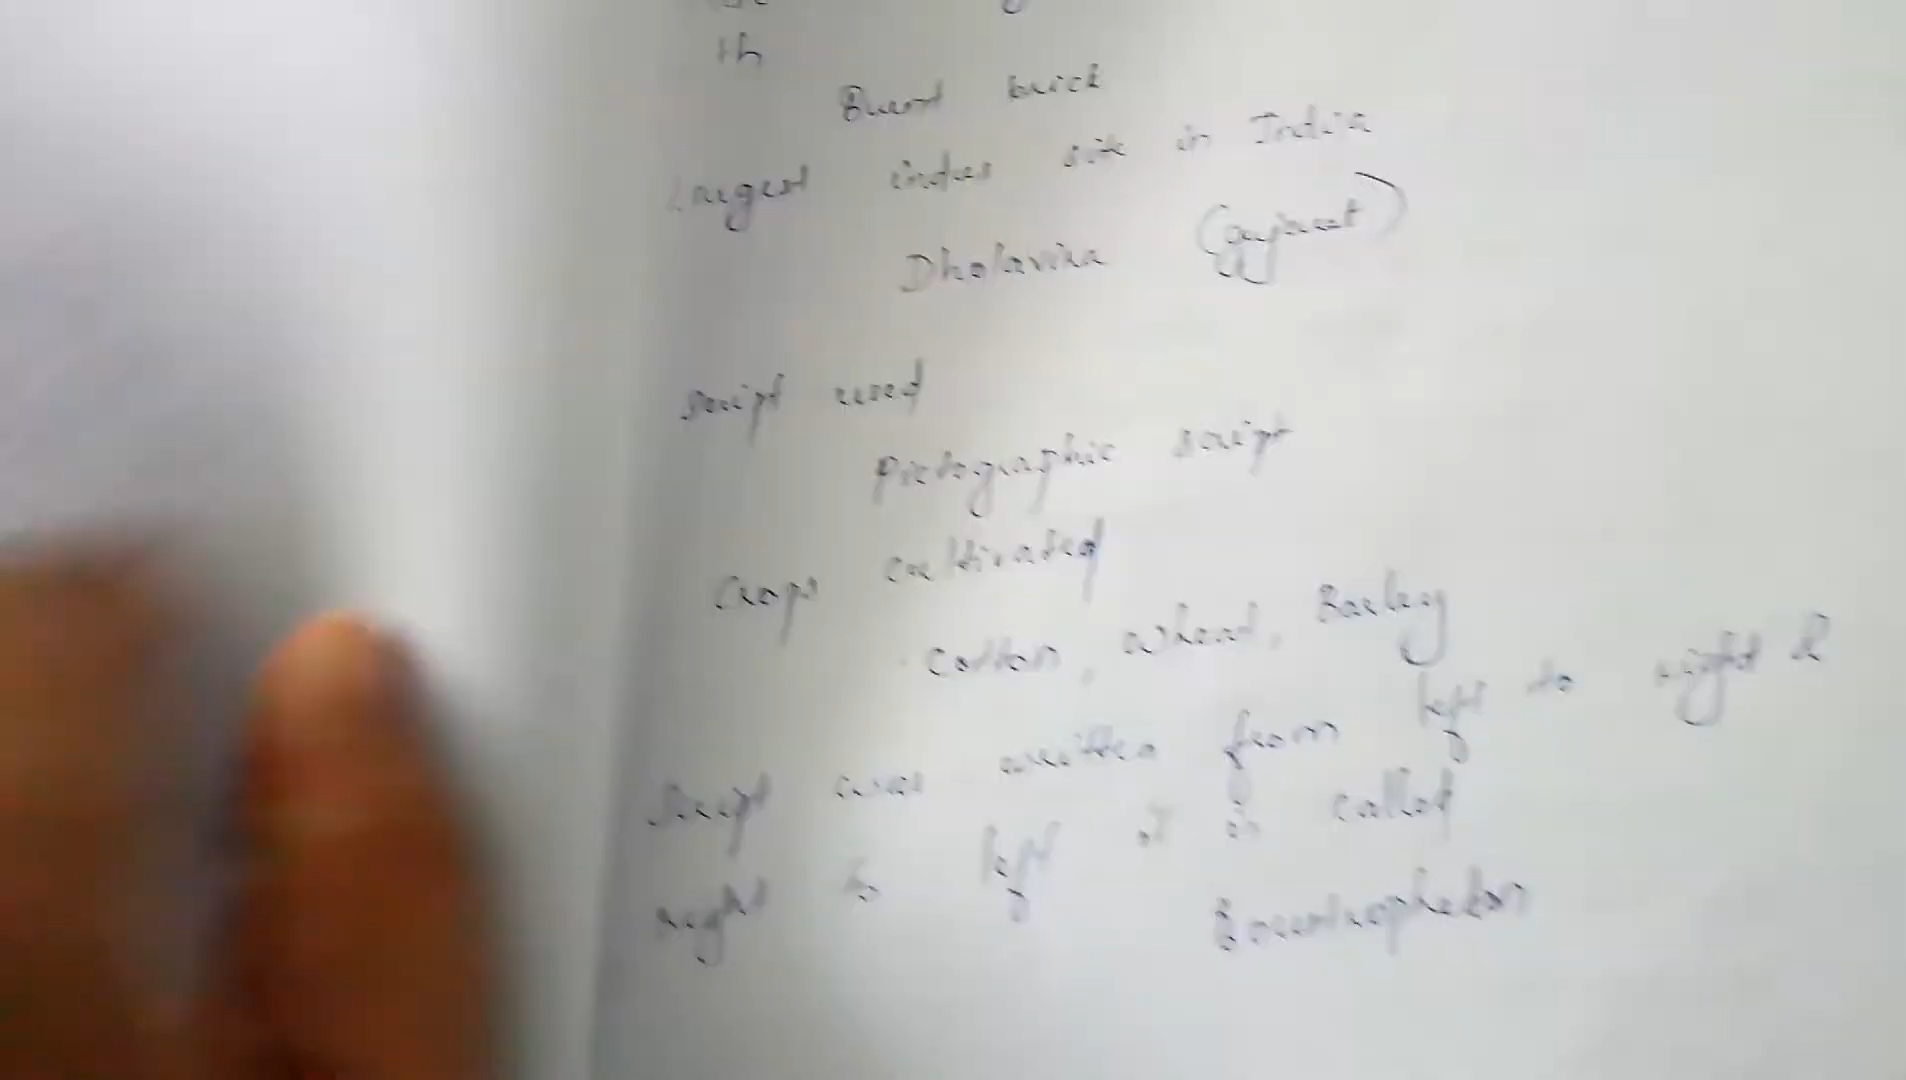 th
Burnt brick
Largest indus site in India
Dholavira (gujarat)
Script used
Pictographic script
Crops cultivated
Cotton, wheat, Barley
Script was written from left to right &
right to left it is called
Boustrophedon